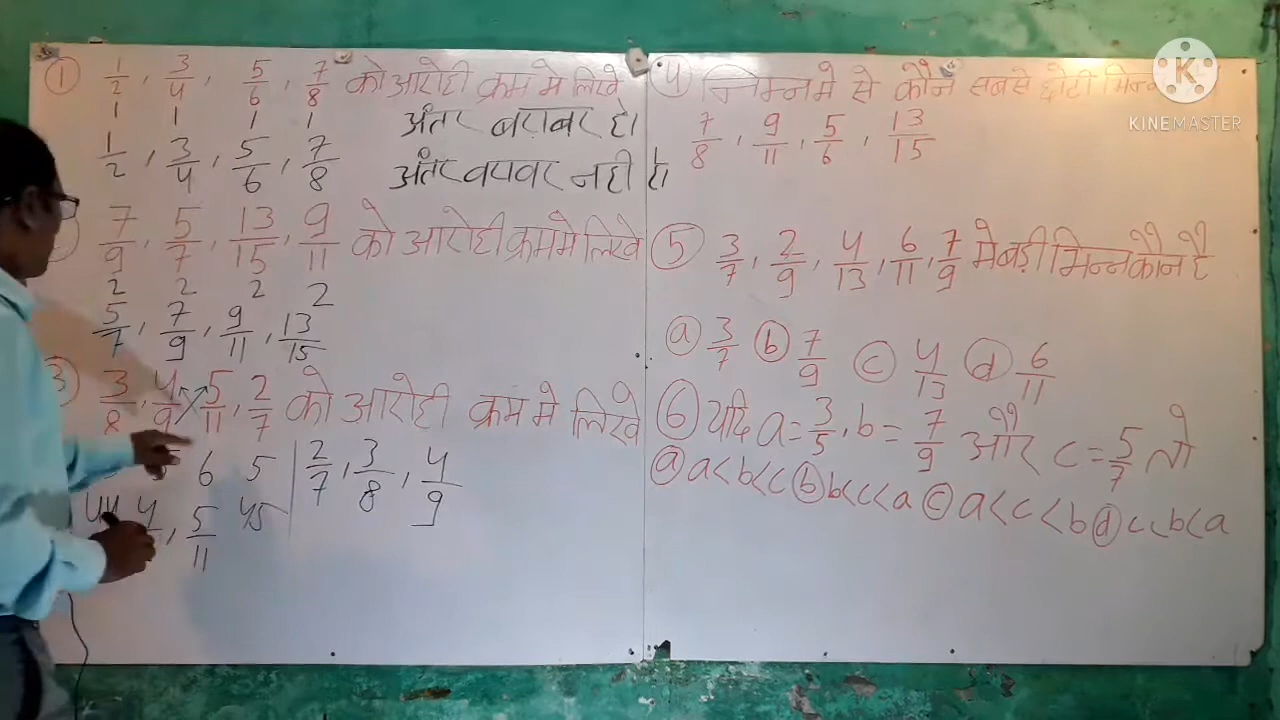 ① 1/2, 3/4, 5/6, 7/8 को आरोही क्रम मे लिखे
1 1 1 1 अंतर बराबर है।
1/2, 3/4, 5/6, 7/8 अंतर बराबर नही है।
7/9, 5/7, 13/15, 9/11 को आरोही क्रम मे लिखे
2 2 2 2
5/7, 7/9, 9/11, 13/15
3 3/8, 4/9, 5/11, 2/7 को आरोही क्रम मे लिखे
6 5 2/7, 3/8, 4/9
44 5/11 45
④ निम्न मे से कौन सबसे छोटी
7/8, 9/11, 5/6, 13/15
⑤ 3/7, 2/9, 4/13, 6/11, 7/9 मे बड़ी भिन्न कौन है
ⓐ 3/7 ⓑ 7/9 ⓒ 4/13 ⓓ 6/11
⑥ यदि a = 3/5, b = 7/9 और c = 5/7 तो
ⓐ a<b<c ⓑ b<c<a ⓒ a<c<b ⓓ c<b<a
K
KINEMASTER